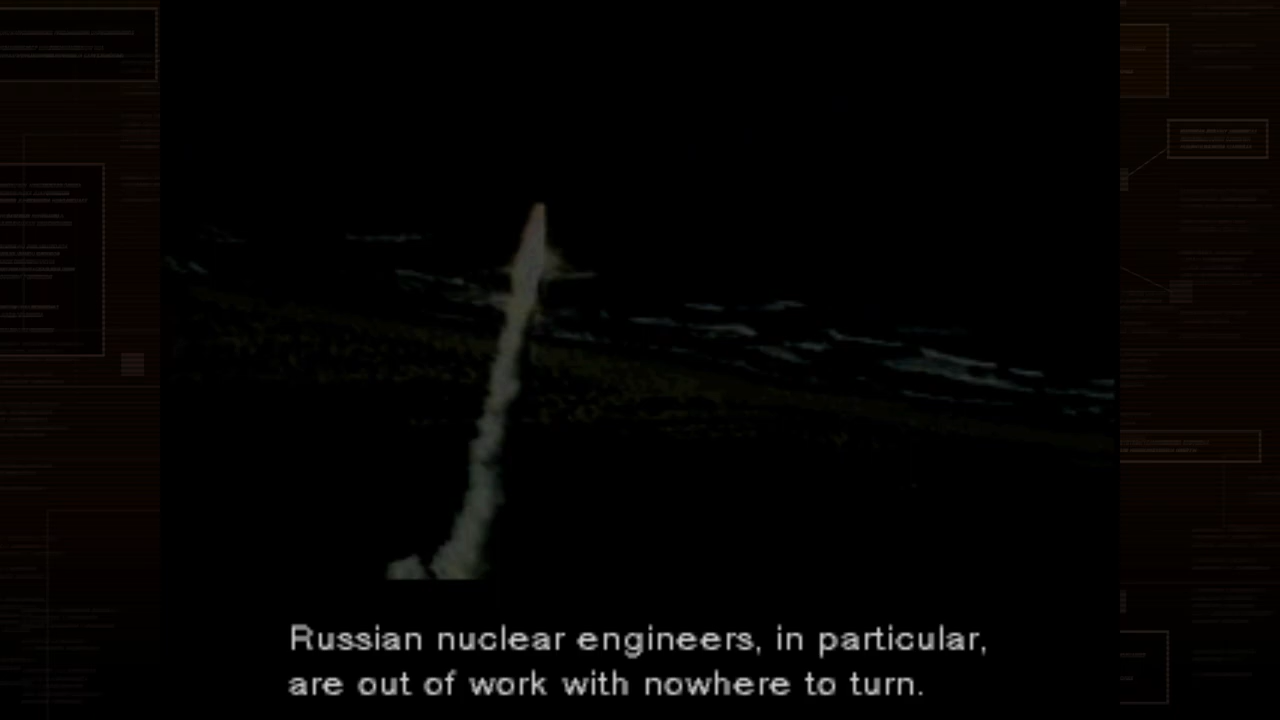 Russian nuclear engineers, in particular,
are out of work with nowhere to turn.